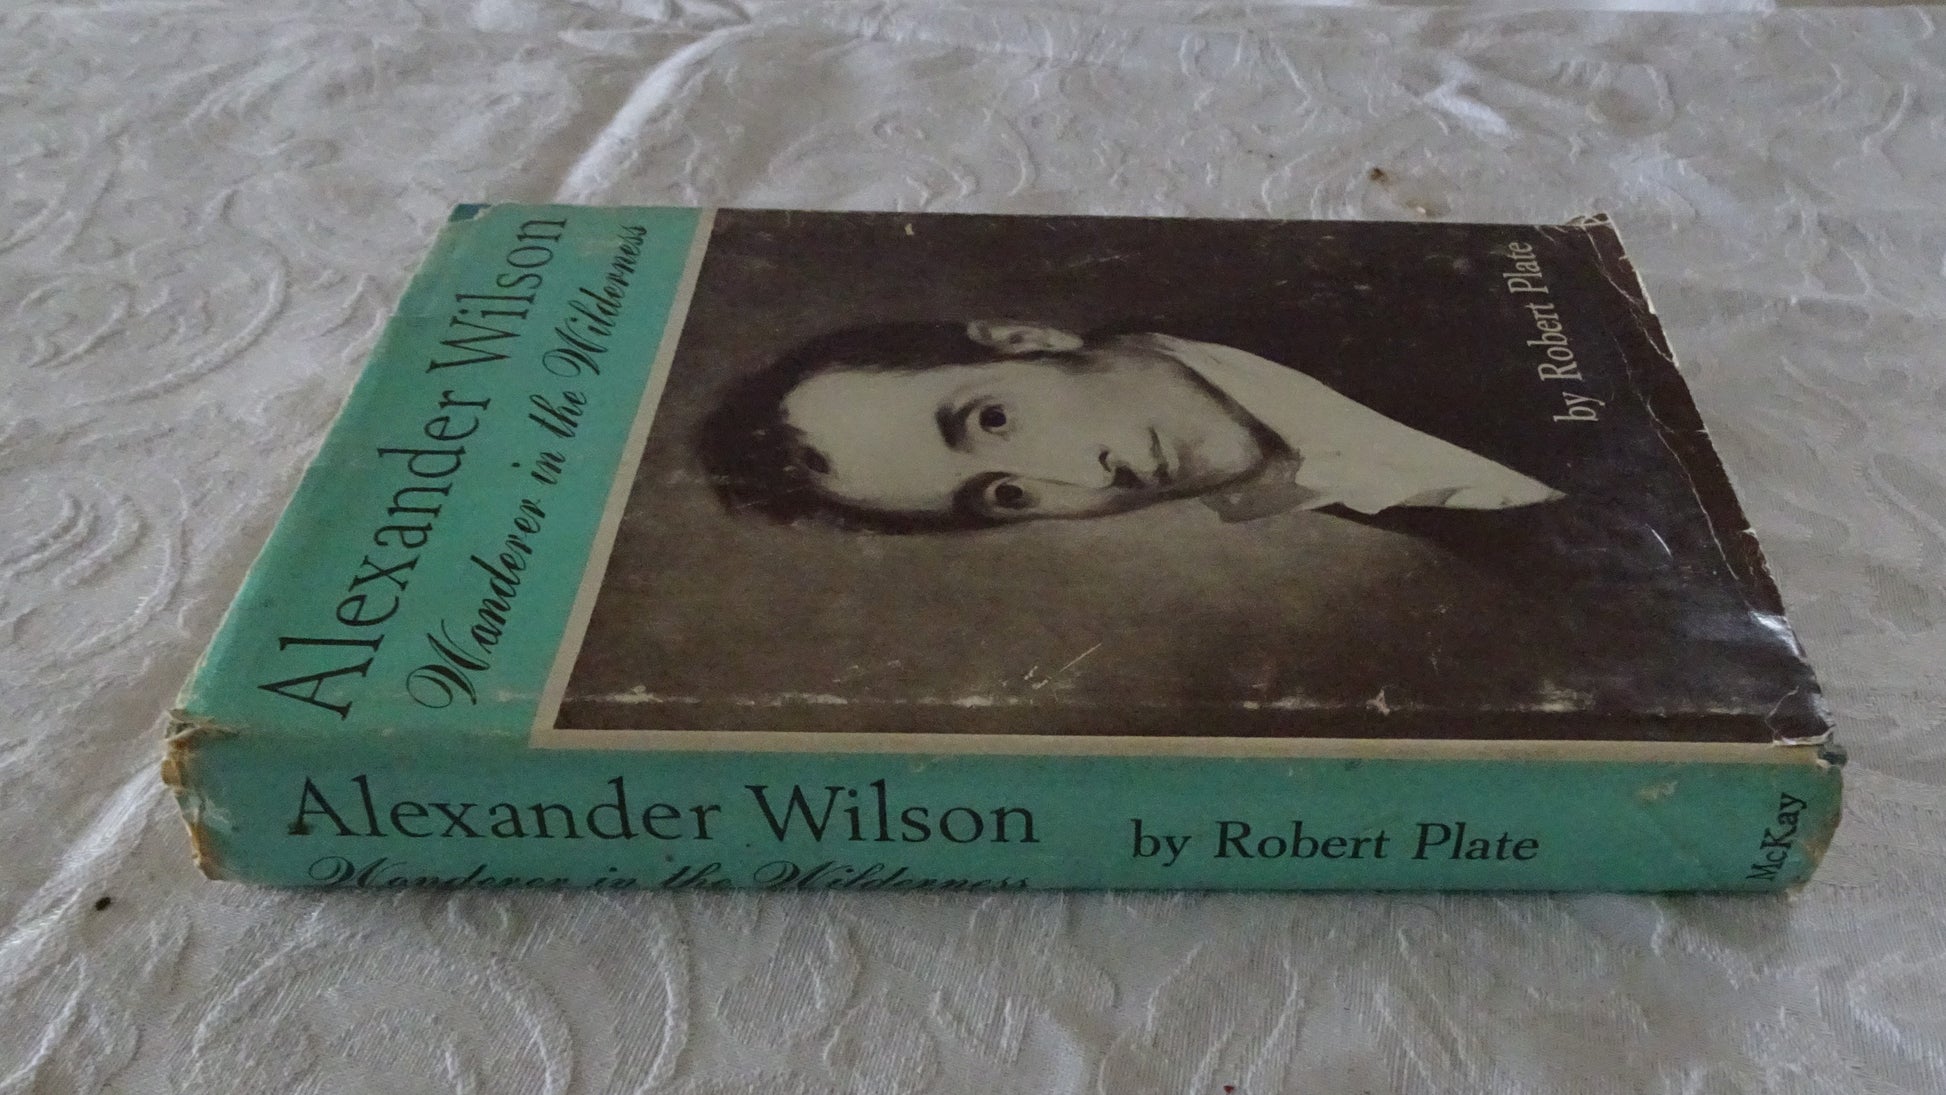 Alexander Wilson
Wanderer in the Wilderness
by Robert Plate
Alexander Wilson
Wanderer in the Wilderness
by Robert Plate
McKay